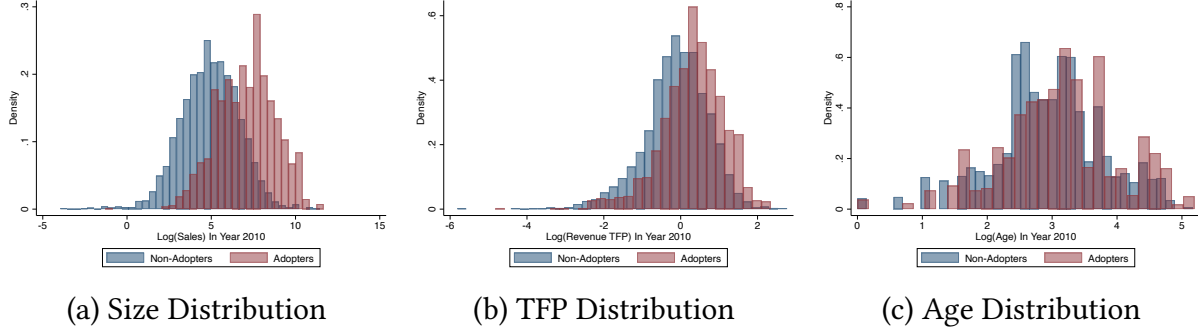 Density
0 .1 .2 .3
-5 0 5 10 15
Log(Sales) In Year 2010
Non-Adopters Adopters
(a) Size Distribution
Density
0 .2 .4 .6
-6 -4 -2 0 2
Log(Revenue TFP) In Year 2010
Non-Adopters Adopters
(b) TFP Distribution
Density
0 .2 .4 .6 .8
0 1 2 3 4 5
Log(Age) In Year 2010
Non-Adopters Adopters
(c) Age Distribution